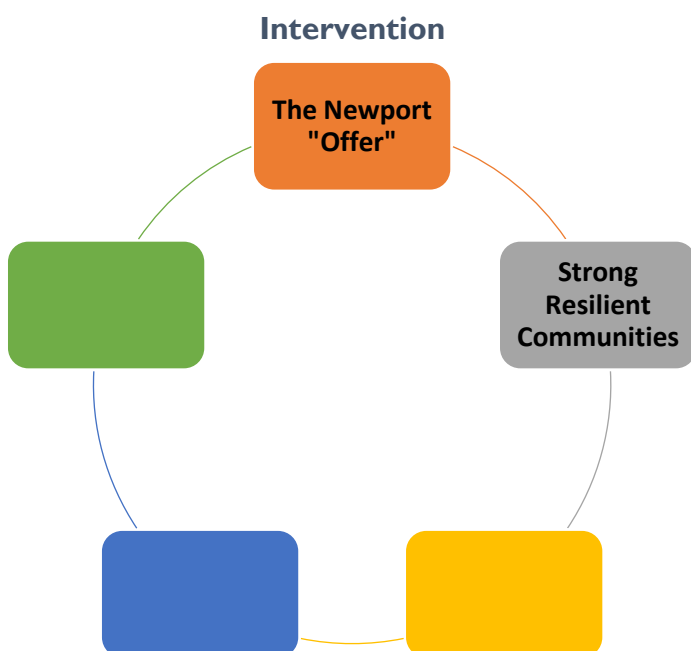 Intervention
The Newport
"Offer"
Strong
Resilient
Communities